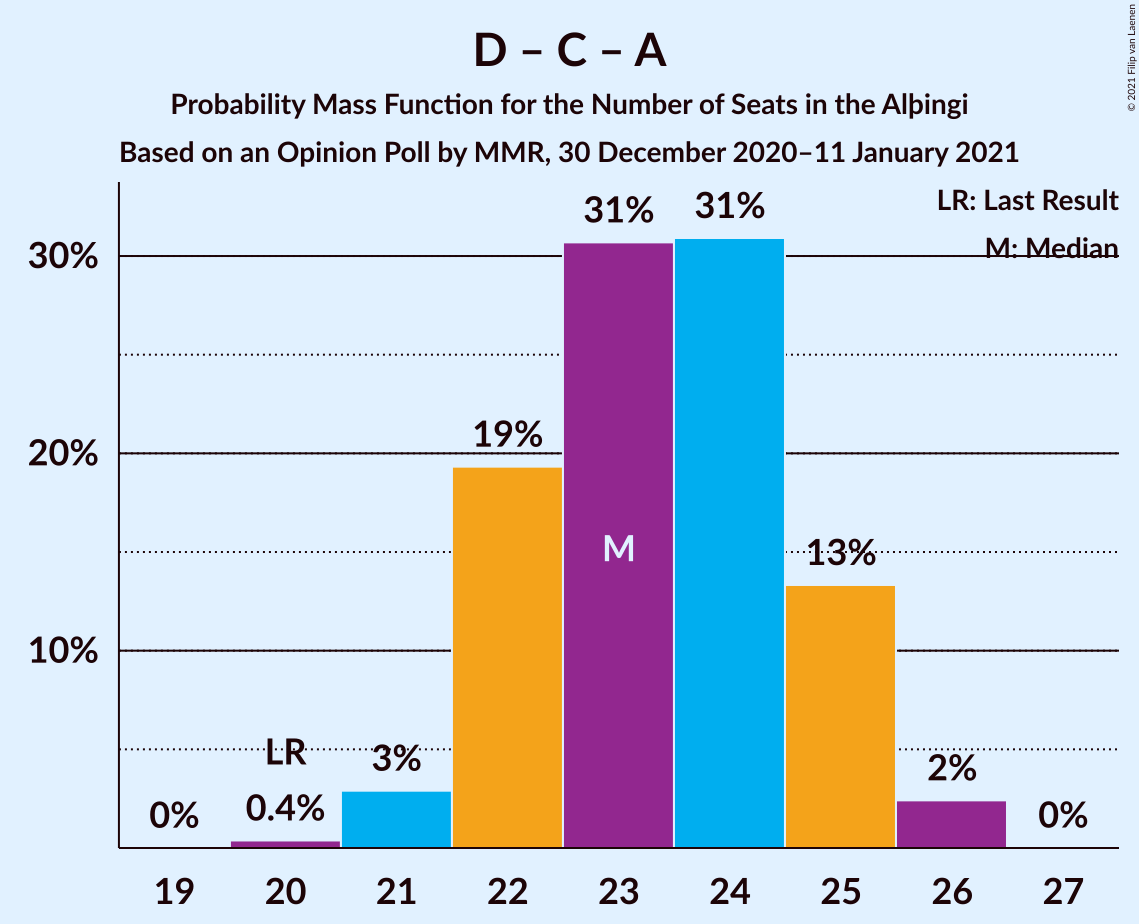 D – C – A
Probability Mass Function for the Number of Seats in the Alþingi
Based on an Opinion Poll by MMR, 30 December 2020–11 January 2021
© 2021 Filip van Laenen
LR: Last Result
M: Median
30%
20%
10%
0%
LR
0.4%
3%
19%
31%
M
31%
13%
2%
0%
19 20 21 22 23 24 25 26 27